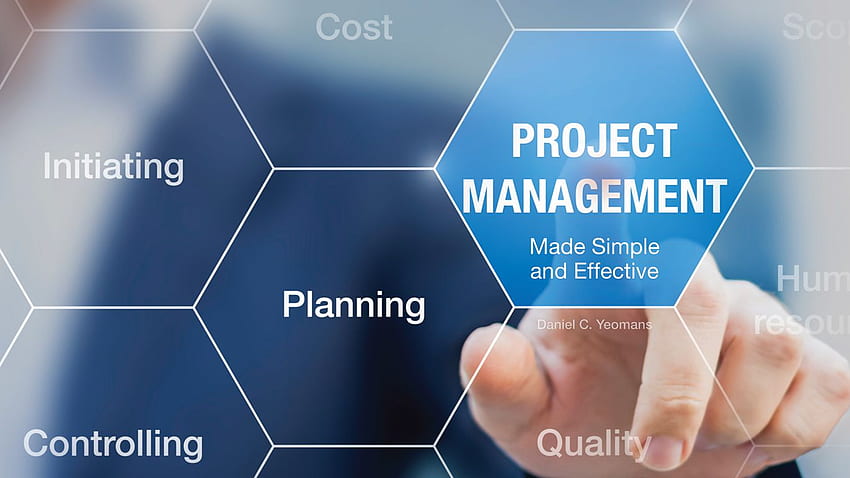 Cost
Initiating
PROJECT
MANAGEMENT
Made Simple
and Effective
Planning
Daniel C. Yeomans
Controlling
Quality